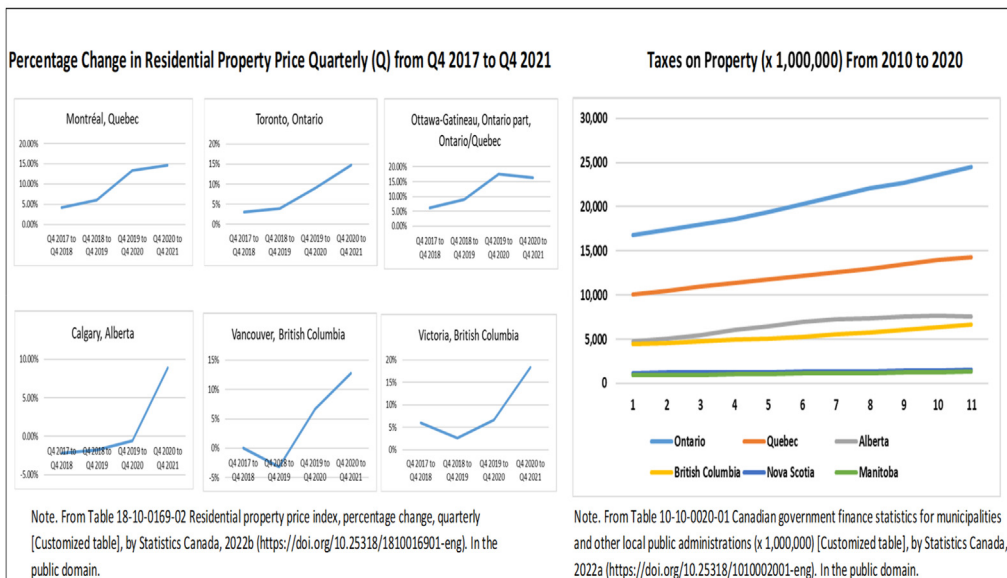 Percentage Change in Residential Property Price Quarterly (Q) from Q4 2017 to Q4 2021
Montréal, Quebec
20.00%
15.00%
10.00%
5.00%
0.00%
Q4 2017 to Q4 2018 to Q4 2019 to Q4 2020 to
Q4 2018 Q4 2019 Q4 2020 Q4 2021
Toronto, Ontario
20%
15%
10%
5%
0%
Q4 2017 to Q4 2018 to Q4 2019 to Q4 2020 to
Q4 2018 Q4 2019 Q4 2020 Q4 2021
Ottawa-Gatineau, Ontario part,
Ontario/Quebec
20.00%
15.00%
10.00%
5.00%
0.00%
Q4 2017 to Q4 2018 to Q4 2019 to Q4 2020 to
Q4 2018 Q4 2019 Q4 2020 Q4 2021
Calgary, Alberta
10.00%
5.00%
0.00%
Q4 2017 to Q4 2018 to Q4 2019 to Q4 2020 to
Q4 2018 Q4 2019 Q4 2020 Q4 2021
-5.00%
Vancouver, British Columbia
15%
10%
5%
0%
Q4 2017 to Q4 2018 to Q4 2019 to Q4 2020 to
Q4 2018 Q4 2019 Q4 2020 Q4 2021
-5%
Victoria, British Columbia
20%
15%
10%
5%
0%
Q4 2017 to Q4 2018 to Q4 2019 to Q4 2020 to
Q4 2018 Q4 2019 Q4 2020 Q4 2021
Note. From Table 18-10-0169-02 Residential property price index, percentage change, quarterly
[Customized table], by Statistics Canada, 2022b (https://doi.org/10.25318/1810016901-eng). In the
public domain.
Taxes on Property (x 1,000,000) From 2010 to 2020
30,000
25,000
20,000
15,000
10,000
5,000
0
1 2 3 4 5 6 7 8 9 10 11
Ontario Quebec Alberta
British Columbia Nova Scotia Manitoba
Note. From Table 10-10-0020-01 Canadian government finance statistics for municipalities
and other local public administrations (x 1,000,000) [Customized table], by Statistics Canada,
2022a (https://doi.org/10.25318/1010002001-eng). In the public domain.